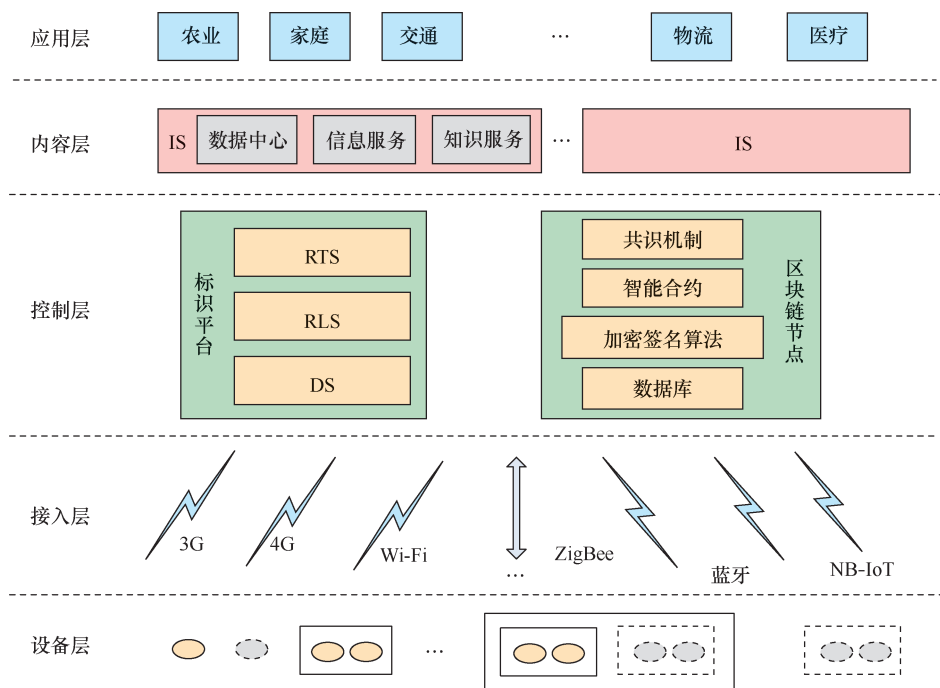 应用层
农业
家庭
交通
…
物流
医疗
内容层
IS
数据中心
信息服务
知识服务
…
IS
控制层
标识平台
RTS
RLS
DS
共识机制
智能合约
加密签名算法
数据库
区块链节点
接入层
3G
4G
Wi-Fi
…
ZigBee
蓝牙
NB-IoT
设备层
…